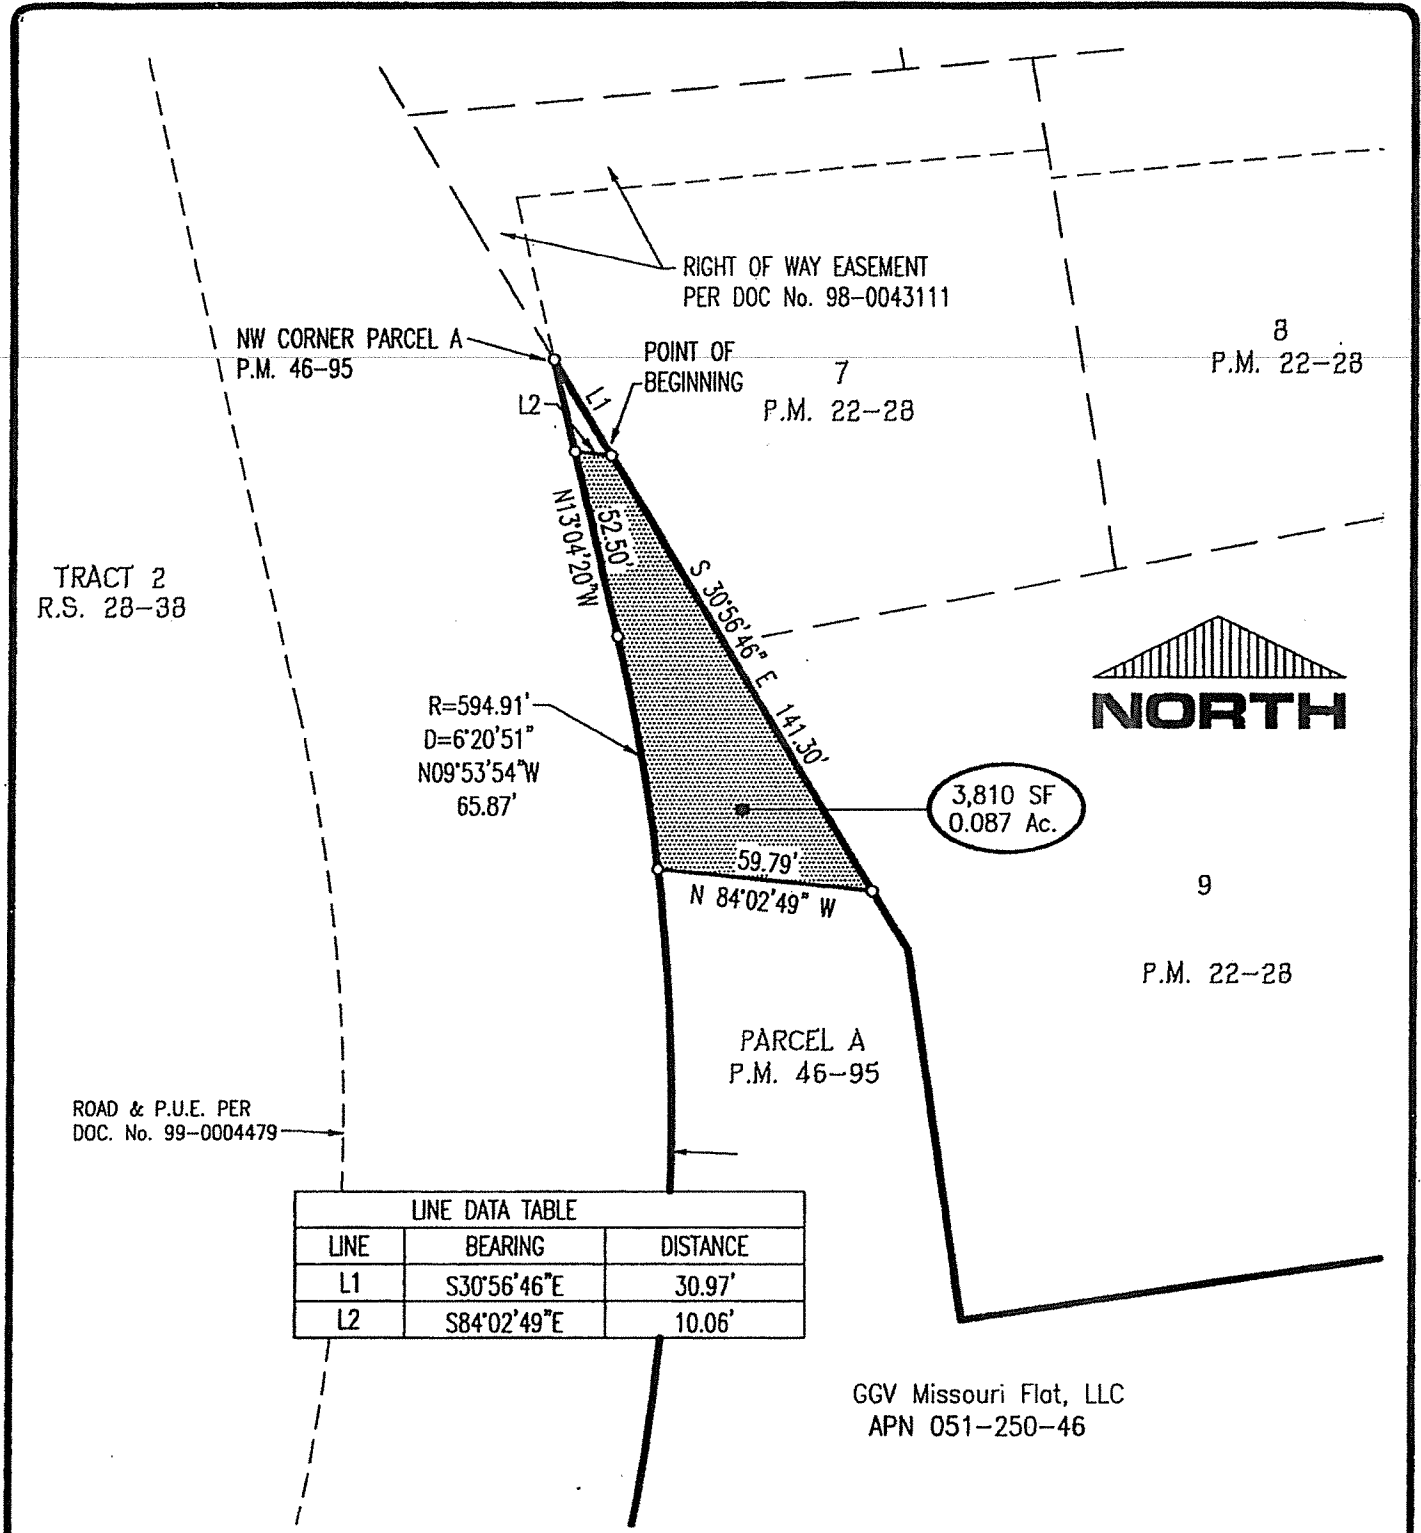 RIGHT OF WAY EASEMENT
PER DOC No. 98-0043111
NW CORNER PARCEL A
P.M. 46-95
POINT OF
BEGINNING
L1
L2
7
P.M. 22-28
8
P.M. 22-28
TRACT 2
R.S. 28-38
N13°04'20"W
52.50'
S 30°56'46" E 141.30'
NORTH
R=594.91'
D=6°20'51"
N09°53'54"W
65.87'
3,810 SF
0.087 Ac.
59.79'
N 84°02'49" W
9
P.M. 22-28
PARCEL A
P.M. 46-95
ROAD & P.U.E. PER
DOC. No. 99-0004479
LINE DATA TABLE
LINE BEARING DISTANCE
L1 S30°56'46"E 30.97'
L2 S84°02'49"E 10.06'
GGV Missouri Flat, LLC
APN 051-250-46